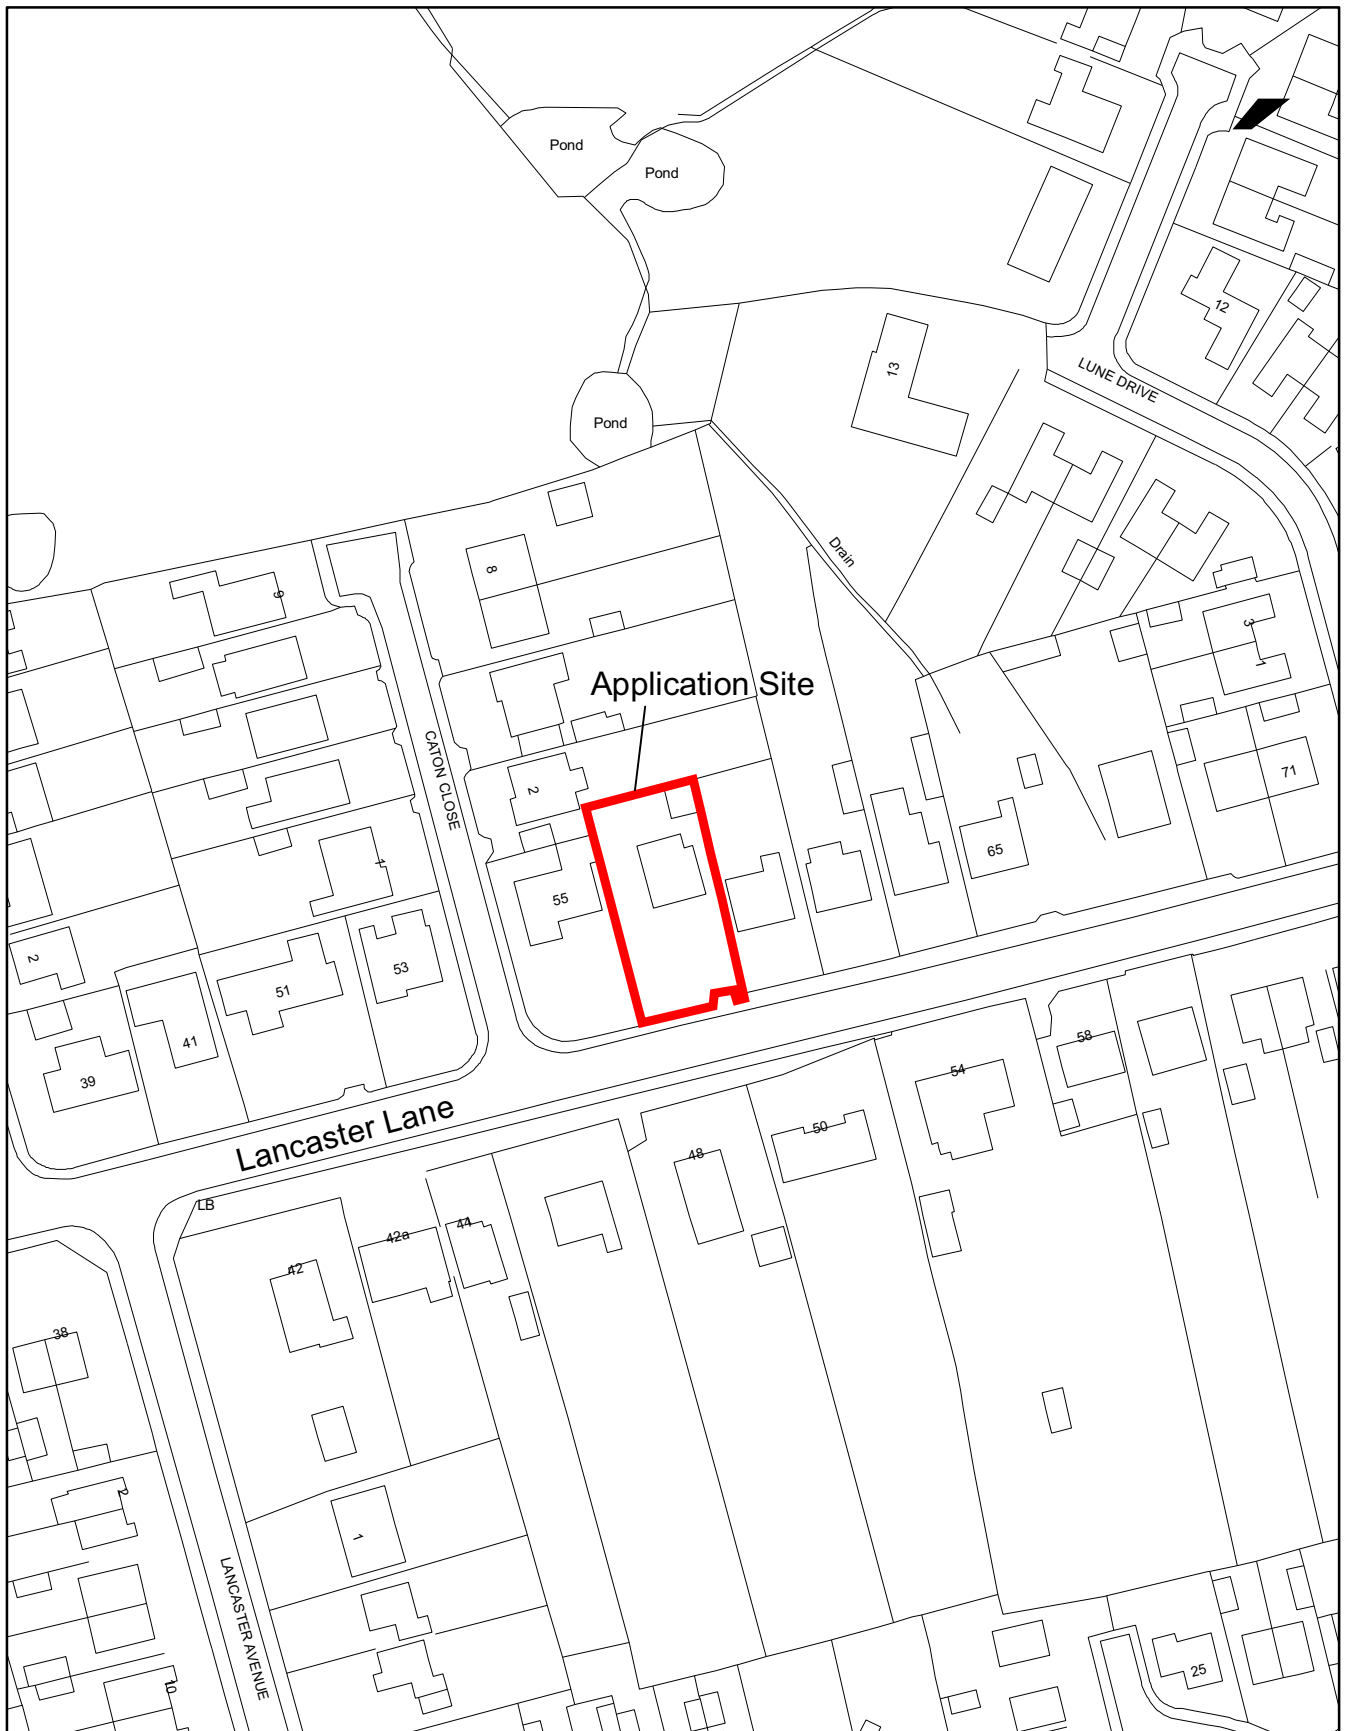 Pond
Pond
12
LUNE DRIVE
13
Pond
Drain
8
9
3
1
Application Site
CATON CLOSE
2
71
65
1
55
53
2
51
41
39
58
54
Lancaster Lane
50
48
LB
44
42a
42
38
2
1
LANCASTER AVENUE
10
25